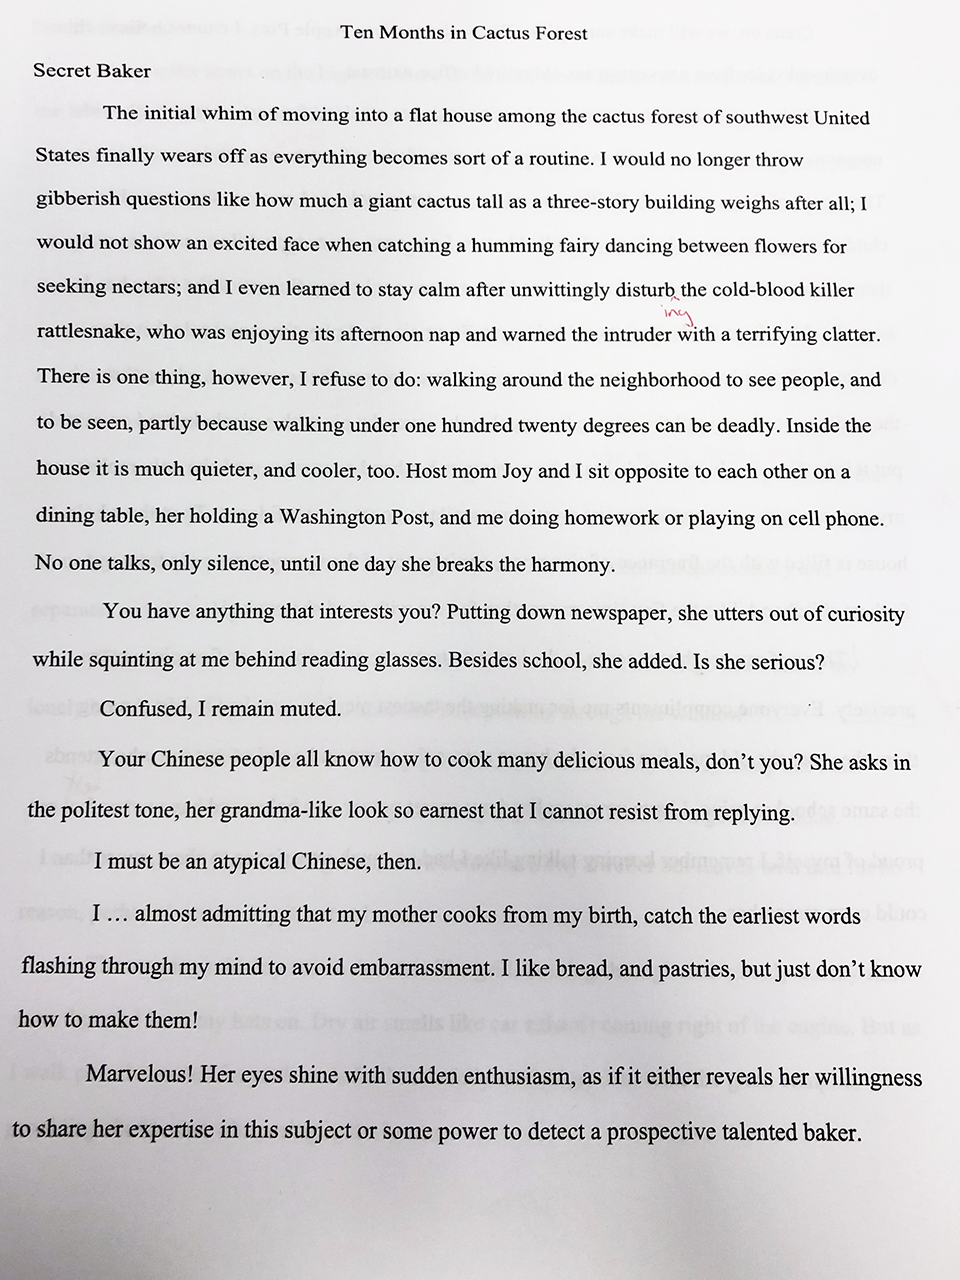 Ten Months in Cactus Forest
Secret Baker
The initial whim of moving into a flat house among the cactus forest of southwest United
States finally wears off as everything becomes sort of a routine. I would no longer throw
gibberish questions like how much a giant cactus tall as a three-story building weighs after all; I
would not show an excited face when catching a humming fairy dancing between flowers for
seeking nectars; and I even learned to stay calm after unwittingly disturb the cold-blood killer
ing
rattlesnake, who was enjoying its afternoon nap and warned the intruder with a terrifying clatter.
There is one thing, however, I refuse to do: walking around the neighborhood to see people, and
to be seen, partly because walking under one hundred twenty degrees can be deadly. Inside the
house it is much quieter, and cooler, too. Host mom Joy and I sit opposite to each other on a
dining table, her holding a Washington Post, and me doing homework or playing on cell phone.
No one talks, only silence, until one day she breaks the harmony.
You have anything that interests you? Putting down newspaper, she utters out of curiosity
while squinting at me behind reading glasses. Besides school, she added. Is she serious?
Confused, I remain muted.
Your Chinese people all know how to cook many delicious meals, don't you? She asks in
the politest tone, her grandma-like look so earnest that I cannot resist from replying.
I must be an atypical Chinese, then.
I … almost admitting that my mother cooks from my birth, catch the earliest words
flashing through my mind to avoid embarrassment. I like bread, and pastries, but just don't know
how to make them!
Marvelous! Her eyes shine with sudden enthusiasm, as if it either reveals her willingness
to share her expertise in this subject or some power to detect a prospective talented baker.